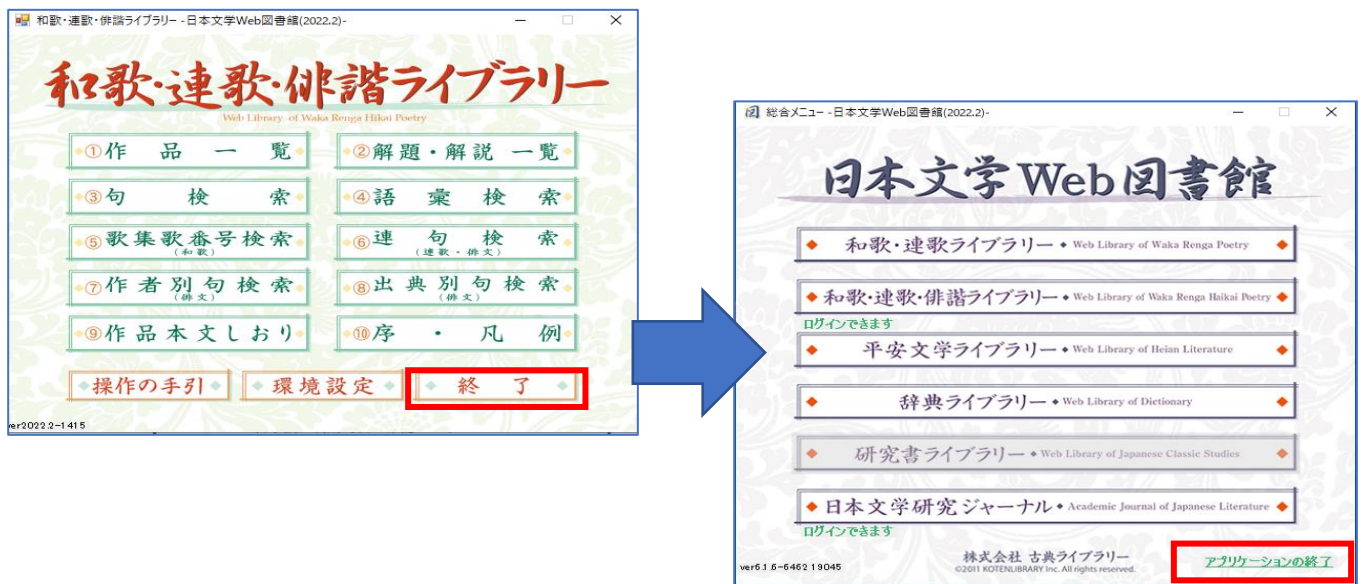 和歌・連歌・俳諧ライブラリー -日本文学Web図書館(2022.2)-
和歌・連歌・俳諧ライブラリー
Web Library of Waka Renga Hikai Poetry
①作品一覧
②解題・解説 一覧
③句検索
④語彙検索
⑤歌集歌番号検索
(和歌)
⑥連句検索
(連歌・俳文)
⑦作者別句検索
(俳文)
⑧出典別句検索
(俳文)
⑨作品本文しおり
⑩序・凡例
操作の手引
環境設定
終了
er2022.2-1415
総合メニュー -日本文学Web図書館(2022.2)-
日本文学Web図書館
和歌・連歌ライブラリー Web Library of Waka Renga Poetry
和歌・連歌・俳諧ライブラリー Web Library of Waka Renga Haikai Poetry
ログインできます
平安文学ライブラリー Web Library of Heian Literature
辞典ライブラリー Web Library of Dictionary
研究書ライブラリー Web Library of Japanese Classic Studies
日本文学研究ジャーナル Academic Journal of Japanese Literature
ログインできます
株式会社 古典ライブラリー
©2011 KOTENLIBRARY Inc. All rights reserved.
ver6.1.6-6462 19045
アプリケーションの終了